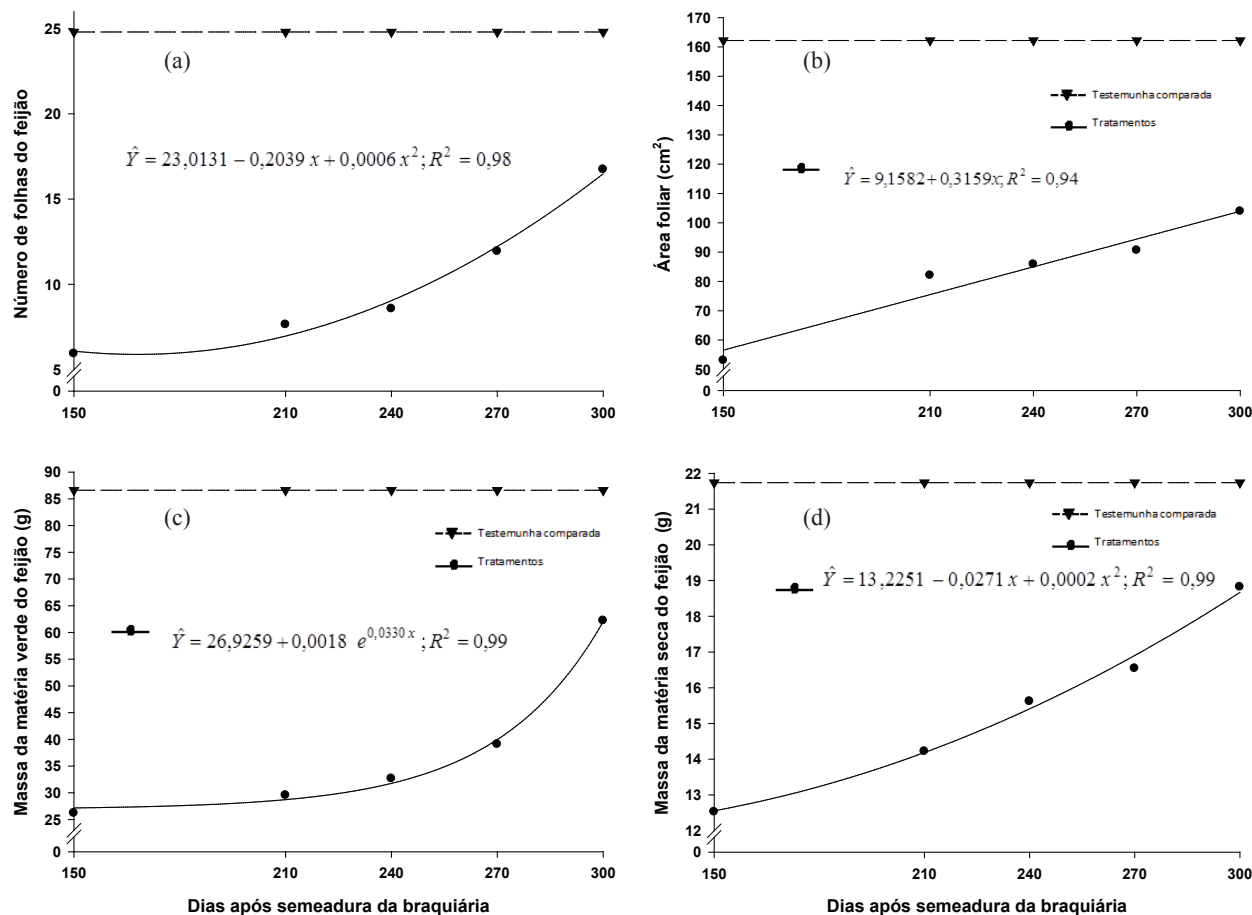 25
20
15
10
5
0
Número de folhas do feijão
(a)
Ŷ = 23,0131 − 0,2039 x + 0,0006 x²; R² = 0,98
150 210 240 270 300
170
160
150
140
130
120
110
100
90
80
70
60
50
0
Área foliar (cm²)
(b)
Testemunha comparada
Tratamentos
Ŷ = 9,1582 + 0,3159x; R² = 0,94
150 210 240 270 300
90
85
80
75
70
65
60
55
50
45
40
35
30
25
0
Massa da matéria verde do feijão (g)
(c)
Testemunha comparada
Tratamentos
Ŷ = 26,9259 + 0,0018 e^0,0330 x; R² = 0,99
150 210 240 270 300
Dias após semeadura da braquiária
22
21
20
19
18
17
16
15
14
13
12
0
Massa da matéria seca do feijão (g)
(d)
Testemunha comparada
Tratamentos
Ŷ = 13,2251 − 0,0271 x + 0,0002 x²; R² = 0,99
150 210 240 270 300
Dias após semeadura da braquiária